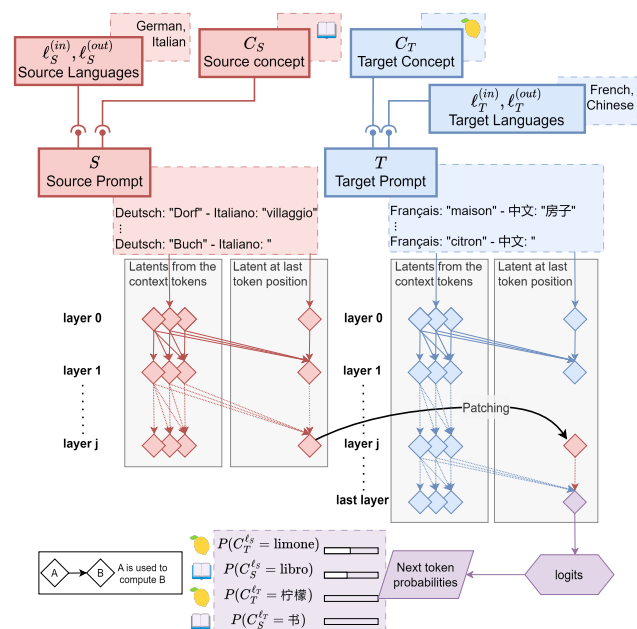 German,
Italian
ℓ_S^(in), ℓ_S^(out)
Source Languages
C_S
Source concept
C_T
Target Concept
ℓ_T^(in), ℓ_T^(out)
Target Languages
French,
Chinese
S
Source Prompt
T
Target Prompt
Deutsch: "Dorf" - Italiano: "villaggio"
⋮
Deutsch: "Buch" - Italiano: "
Français: "maison" - 中文: "房子"
⋮
Français: "citron" - 中文: "
Latents from the
context tokens
Latent at last
token position
layer 0
layer 1
layer j
Latents from the
context tokens
Latent at last
token position
layer 0
layer 1
Patching
layer j
last layer
A
B
A is used to
compute B
P(C_T^{ℓ_S} = limone)
P(C_S^{ℓ_S} = libro)
P(C_T^{ℓ_T} = 柠檬)
P(C_S^{ℓ_T} = 书)
Next token
probabilities
logits